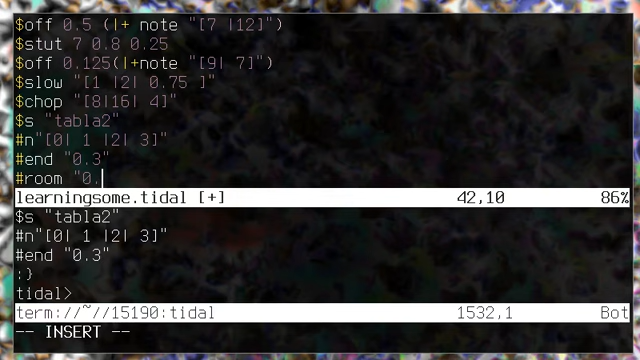 $off 0.5 (|+ note "[7 |12]")
$stut 7 0.8 0.25
$off 0.125(|+note "[9| 7]")
$slow "[1 |2| 0.75 ]"
$chop "[8|16| 4]"
$s "tabla2"
#n"[0| 1 |2| 3]"
#end "0.3"
#room "0.
learningsome.tidal [+] 42,10 86%
$s "tabla2"
#n"[0| 1 |2| 3]"
#end "0.3"
:}
tidal>
term://~//15190:tidal 1532,1 Bot
-- INSERT --